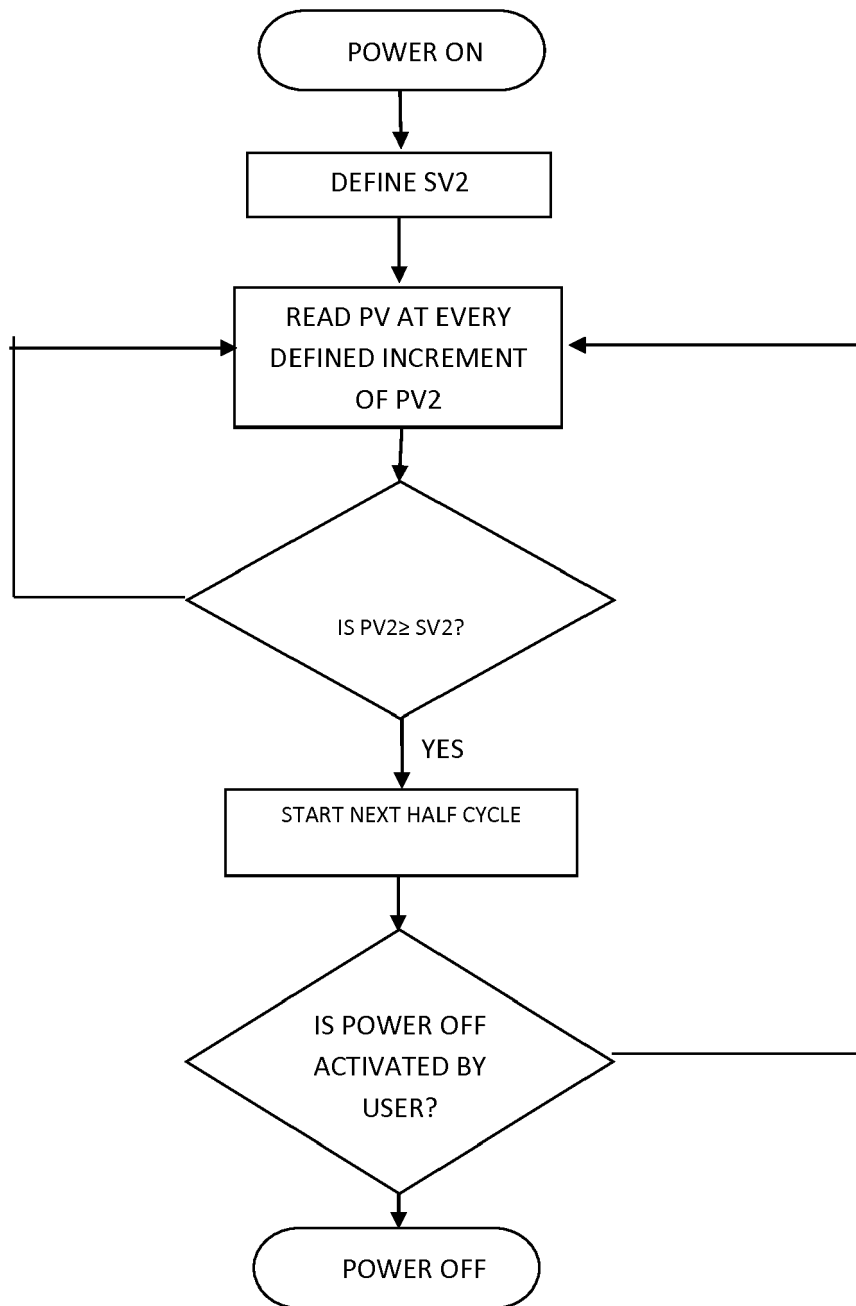 POWER ON
DEFINE SV2
READ PV AT EVERY
DEFINED INCREMENT
OF PV2
IS PV2≥ SV2?
YES
START NEXT HALF CYCLE
IS POWER OFF
ACTIVATED BY
USER?
POWER OFF